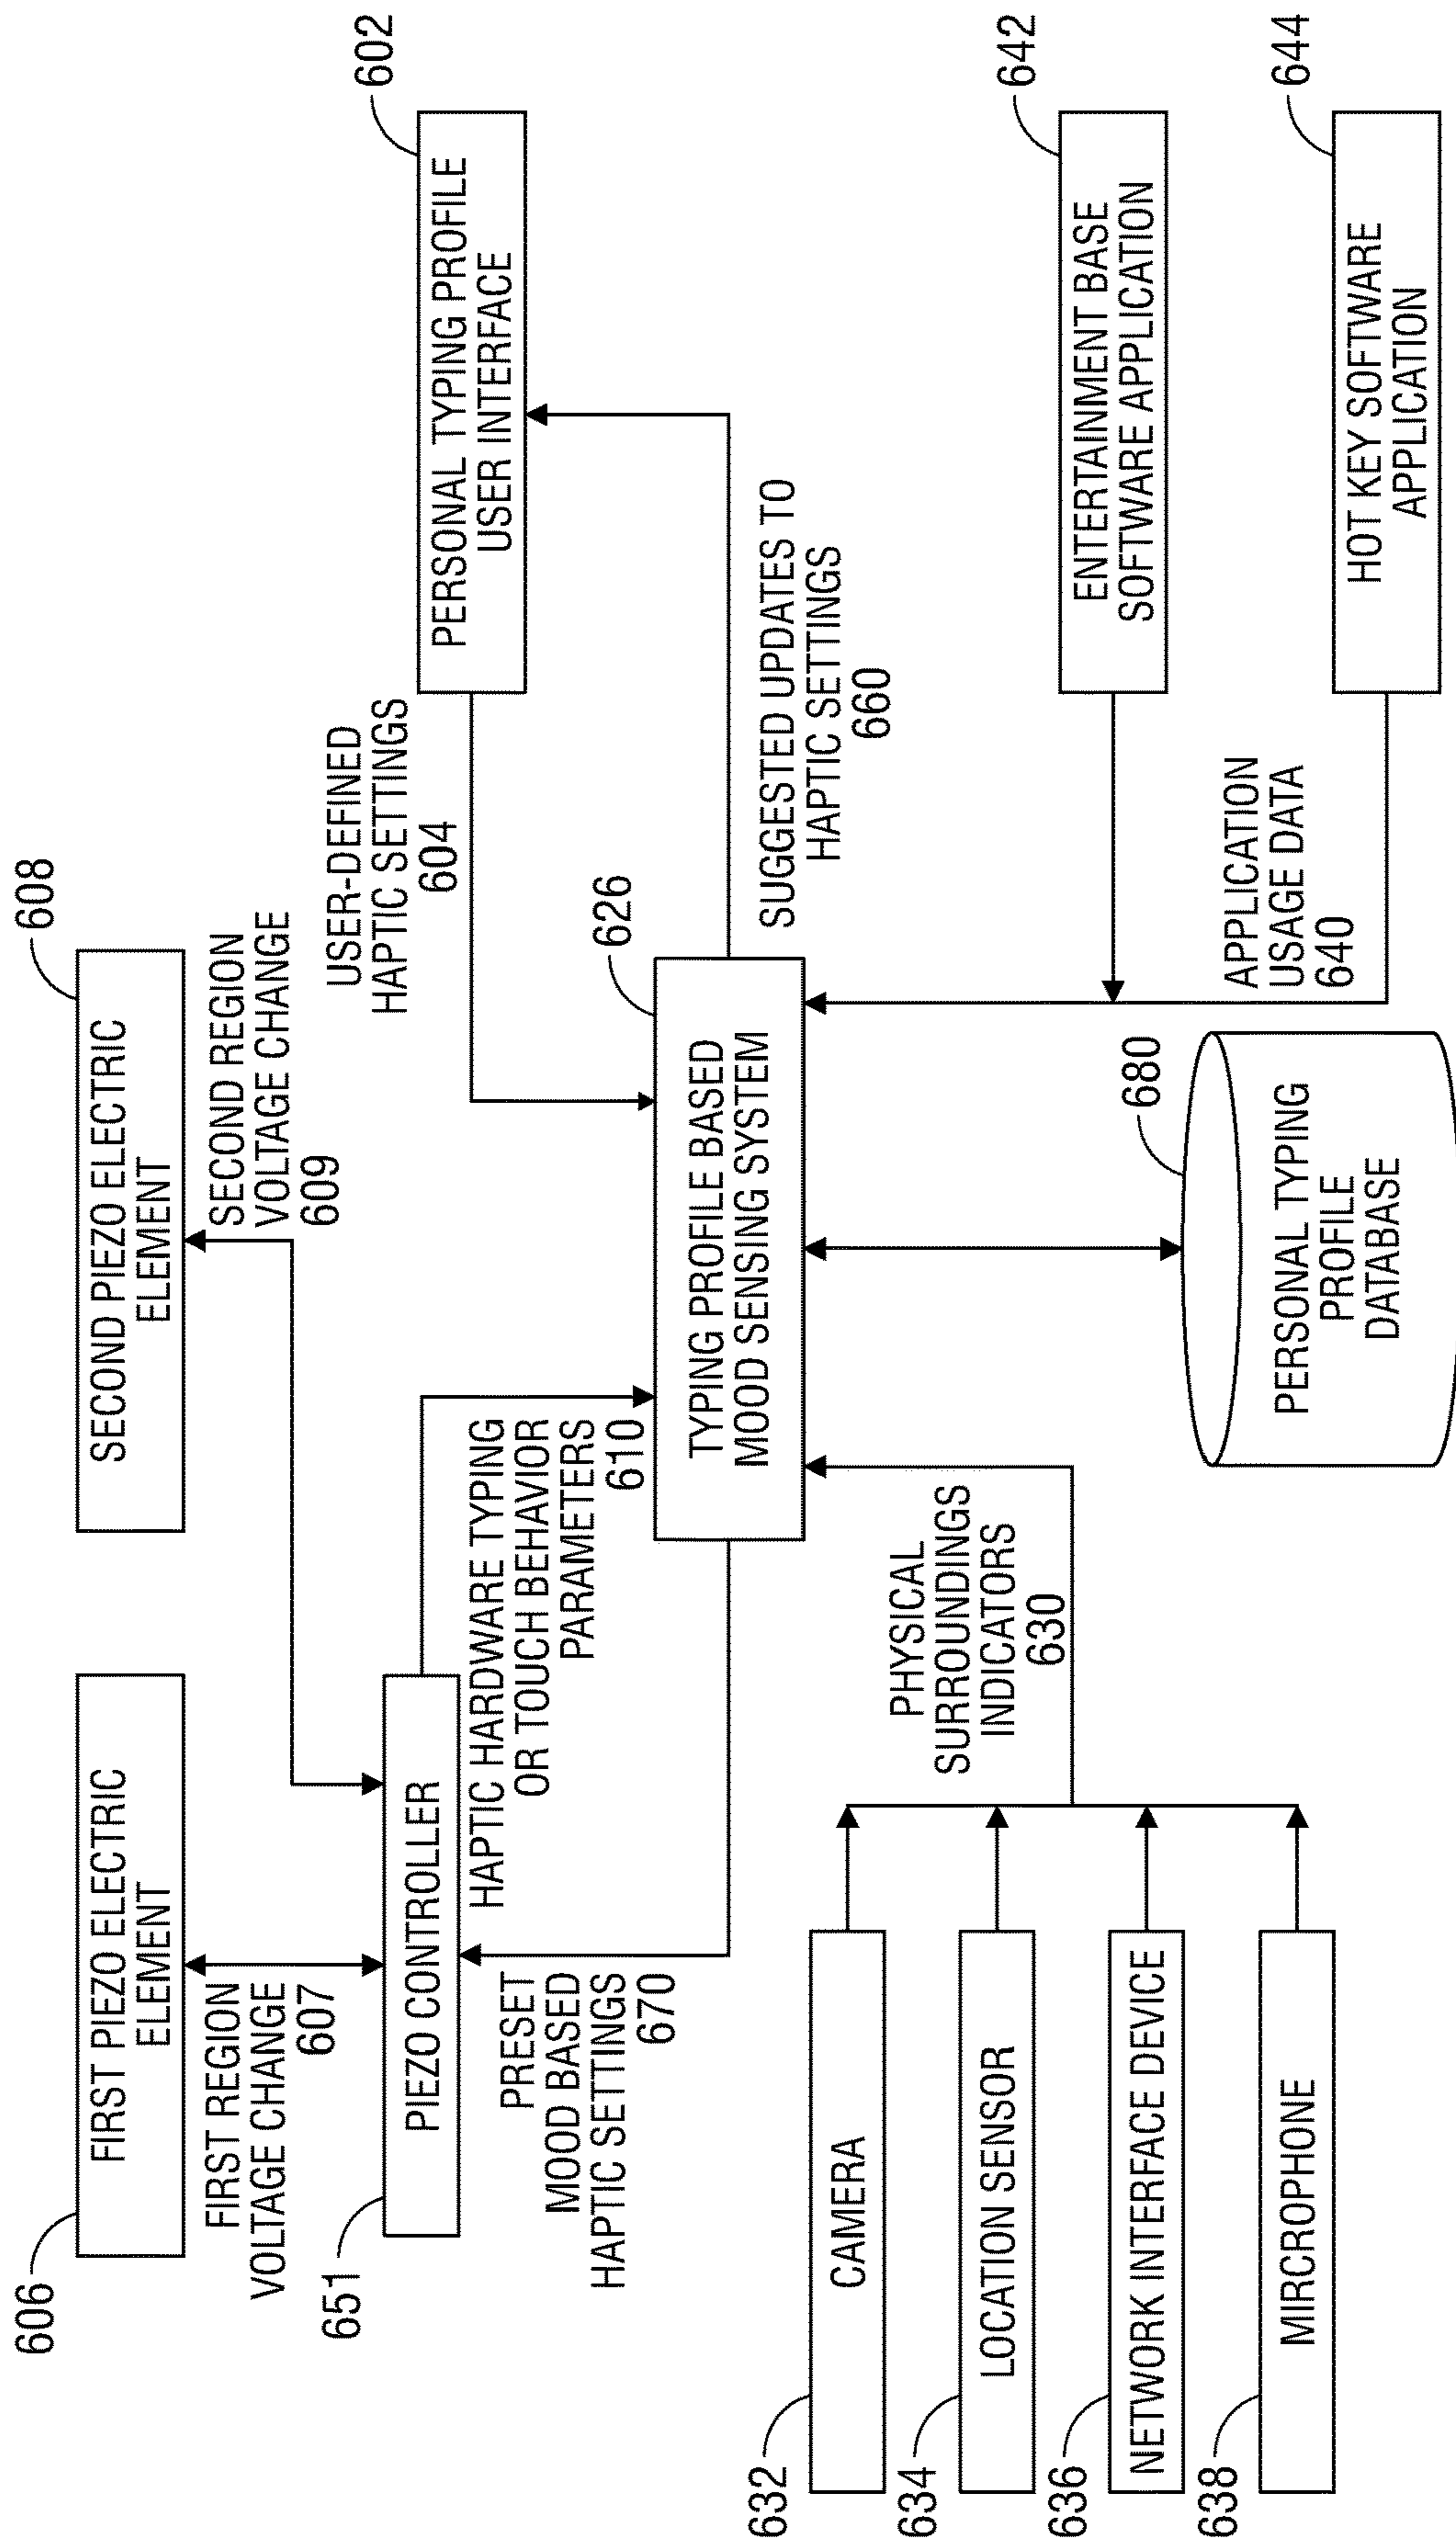 606
FIRST PIEZO ELECTRIC
ELEMENT
608
SECOND PIEZO ELECTRIC
ELEMENT
FIRST REGION
VOLTAGE CHANGE
607
SECOND REGION
VOLTAGE CHANGE
609
651
PIEZO CONTROLLER
USER-DEFINED
HAPTIC SETTINGS
604
602
PERSONAL TYPING PROFILE
USER INTERFACE
PRESET
MOOD BASED
HAPTIC SETTINGS
670
HAPTIC HARDWARE TYPING
OR TOUCH BEHAVIOR
PARAMETERS
610
626
TYPING PROFILE BASED
MOOD SENSING SYSTEM
SUGGESTED UPDATES TO
HAPTIC SETTINGS
660
632
CAMERA
634
LOCATION SENSOR
636
NETWORK INTERFACE DEVICE
638
MIRCROPHONE
PHYSICAL
SURROUNDINGS
INDICATORS
630
680
PERSONAL TYPING
PROFILE
DATABASE
APPLICATION
USAGE DATA
640
642
ENTERTAINMENT BASE
SOFTWARE APPLICATION
644
HOT KEY SOFTWARE
APPLICATION